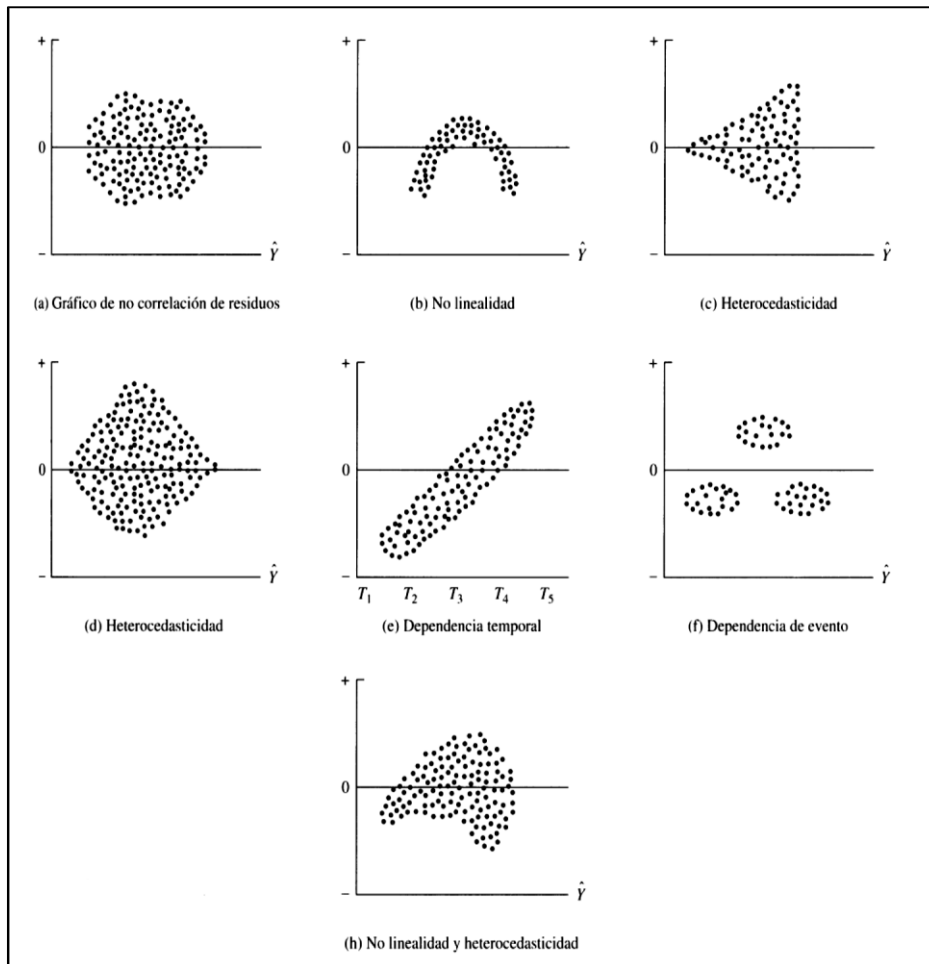 + + +
0 0 0
− Ŷ − Ŷ − Ŷ
(a) Gráfico de no correlación de residuos (b) No linealidad (c) Heterocedasticidad
+ + +
0 0 0
− Ŷ − − Ŷ
T₁ T₂ T₃ T₄ T₅
(d) Heterocedasticidad (e) Dependencia temporal (f) Dependencia de evento
+
0
− Ŷ
(h) No linealidad y heterocedasticidad